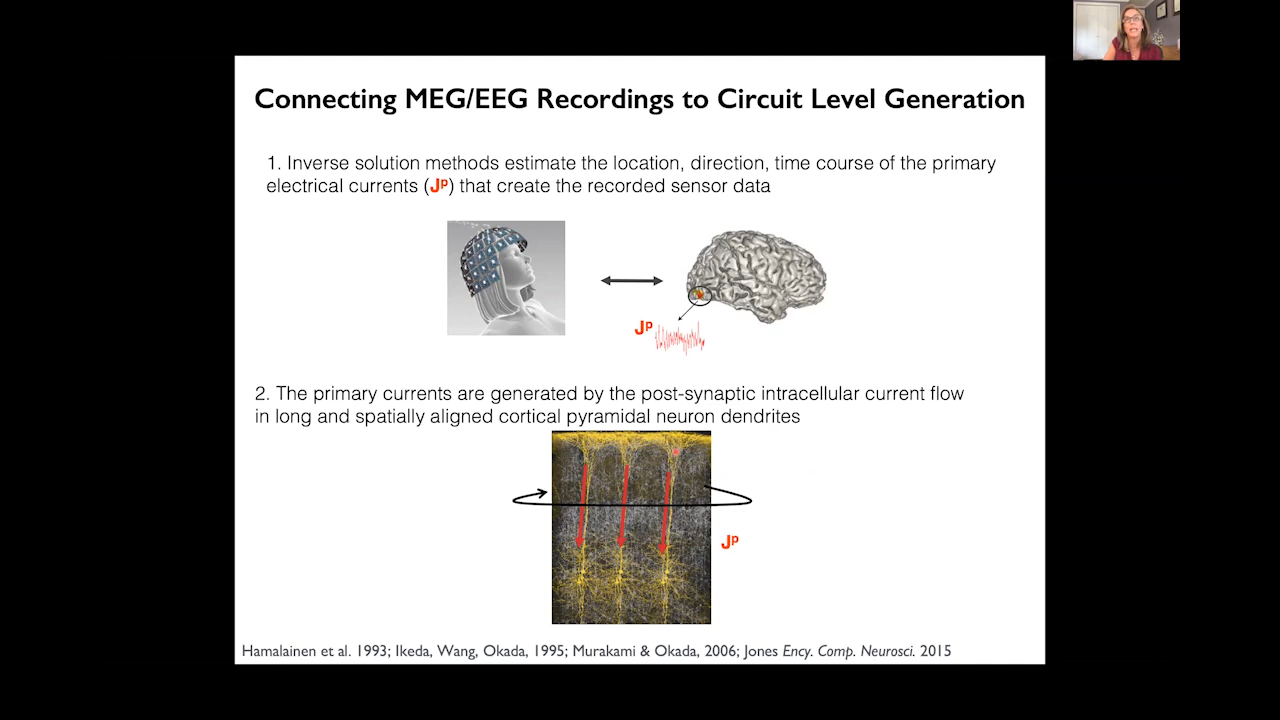 Connecting MEG/EEG Recordings to Circuit Level Generation
1. Inverse solution methods estimate the location, direction, time course of the primary
electrical currents (Jᵖ) that create the recorded sensor data
Jᵖ
2. The primary currents are generated by the post-synaptic intracellular current flow
in long and spatially aligned cortical pyramidal neuron dendrites
Jᵖ
Hamalainen et al. 1993; Ikeda, Wang, Okada, 1995; Murakami & Okada, 2006; Jones Ency. Comp. Neurosci. 2015